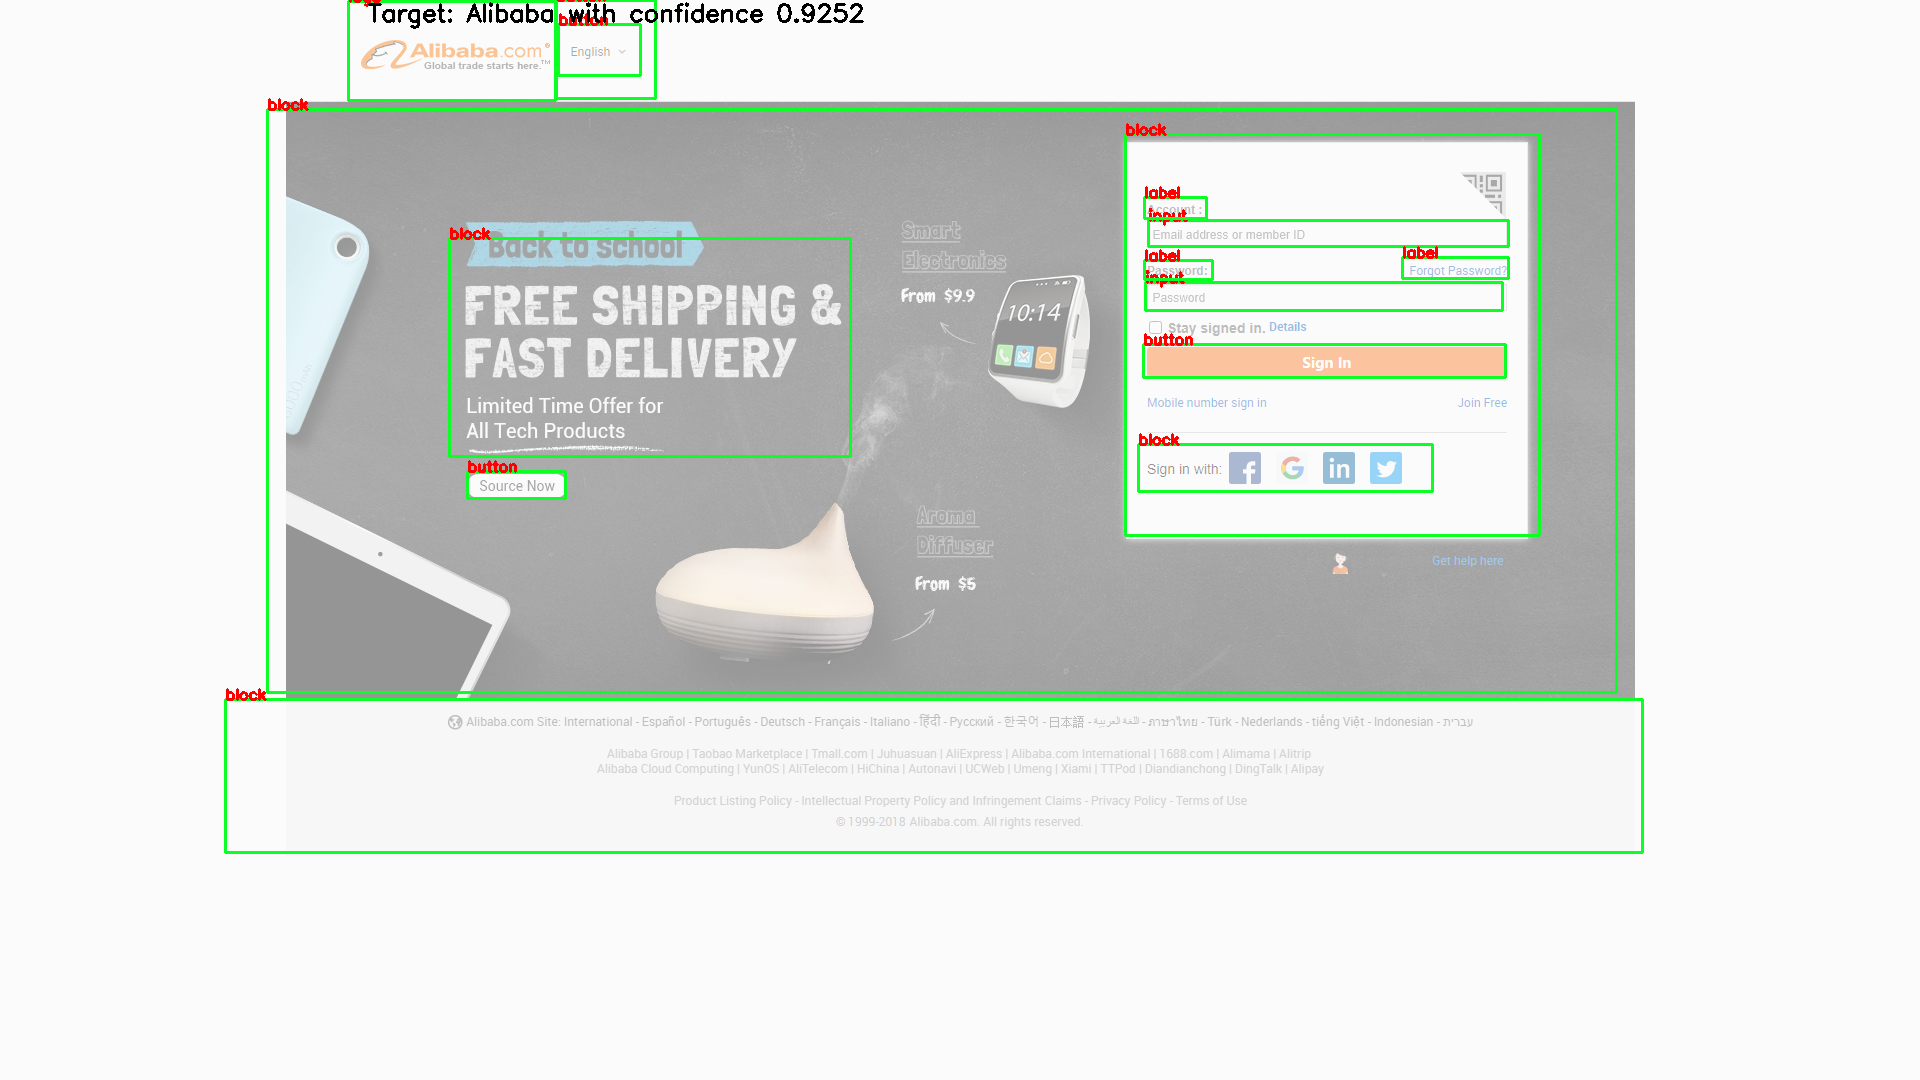 logo
button
Target: Alibaba with confidence 0.9252
button
Alibaba.com®
Global trade starts here.™
English
block
block
label
Account :
input
Email address or member ID
label
Password:
label
Forgot Password?
input
Password
Stay signed in. Details
button
Sign In
Mobile number sign in
Join Free
block
Sign in with:
Get help here
block
Back to school
FREE SHIPPING &
FAST DELIVERY
Limited Time Offer for
All Tech Products
button
Source Now
Smart
Electronics
From $9.9
10:14
Aroma
Diffuser
From $5
block
Alibaba.com Site: International - Español - Português - Deutsch - Français - Italiano - हिंदी - Русский - 한국어 - 日本語 - اللغة العربية - ภาษาไทย - Türk - Nederlands - tiếng Việt - Indonesian - עברית
Alibaba Group | Taobao Marketplace | Tmall.com | Juhuasuan | AliExpress | Alibaba.com International | 1688.com | Alimama | Alitrip
Alibaba Cloud Computing | YunOS | AliTelecom | HiChina | Autonavi | UCWeb | Umeng | Xiami | TTPod | Diandianchong | DingTalk | Alipay
Product Listing Policy - Intellectual Property Policy and Infringement Claims - Privacy Policy - Terms of Use
© 1999-2018 Alibaba.com. All rights reserved.